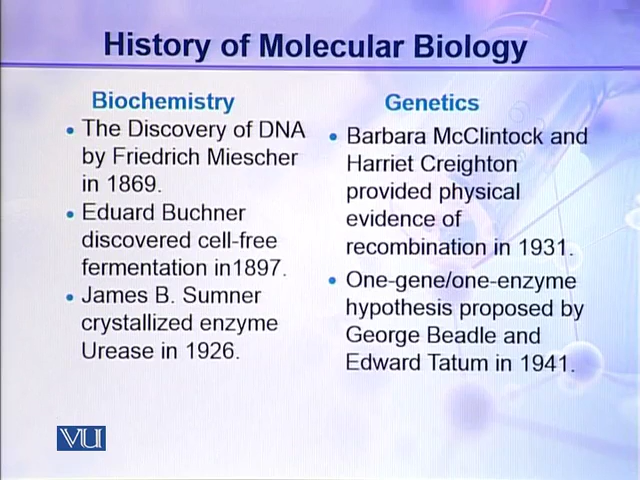 History of Molecular Biology
Biochemistry
• The Discovery of DNA
by Friedrich Miescher
in 1869.
• Eduard Buchner
discovered cell-free
fermentation in1897.
• James B. Sumner
crystallized enzyme
Urease in 1926.
Genetics
• Barbara McClintock and
Harriet Creighton
provided physical
evidence of
recombination in 1931.
• One-gene/one-enzyme
hypothesis proposed by
George Beadle and
Edward Tatum in 1941.
VU